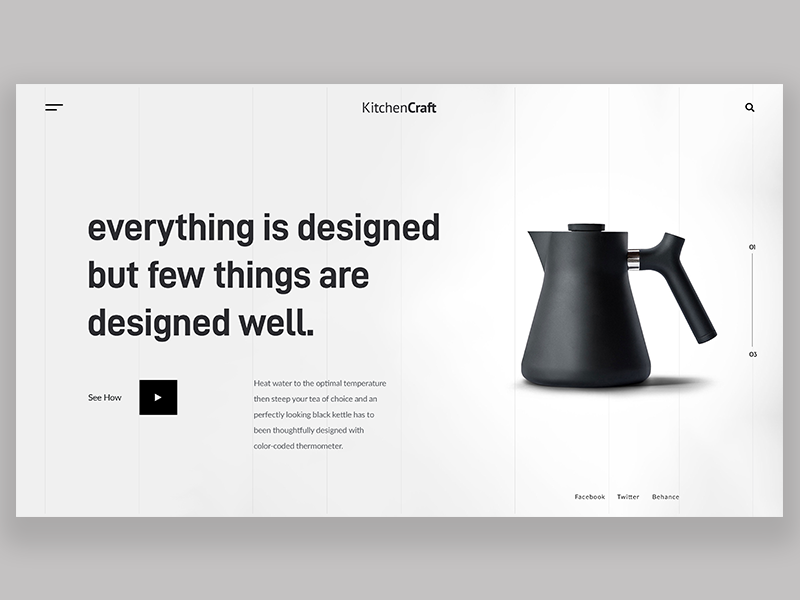 KitchenCraft
everything is designed
but few things are
designed well.
01
03
See How
Heat water to the optimal temperature
then steep your tea of choice and an
perfectly looking black kettle has to
been thoughtfully designed with
color-coded thermometer.
Facebook Twitter Behance